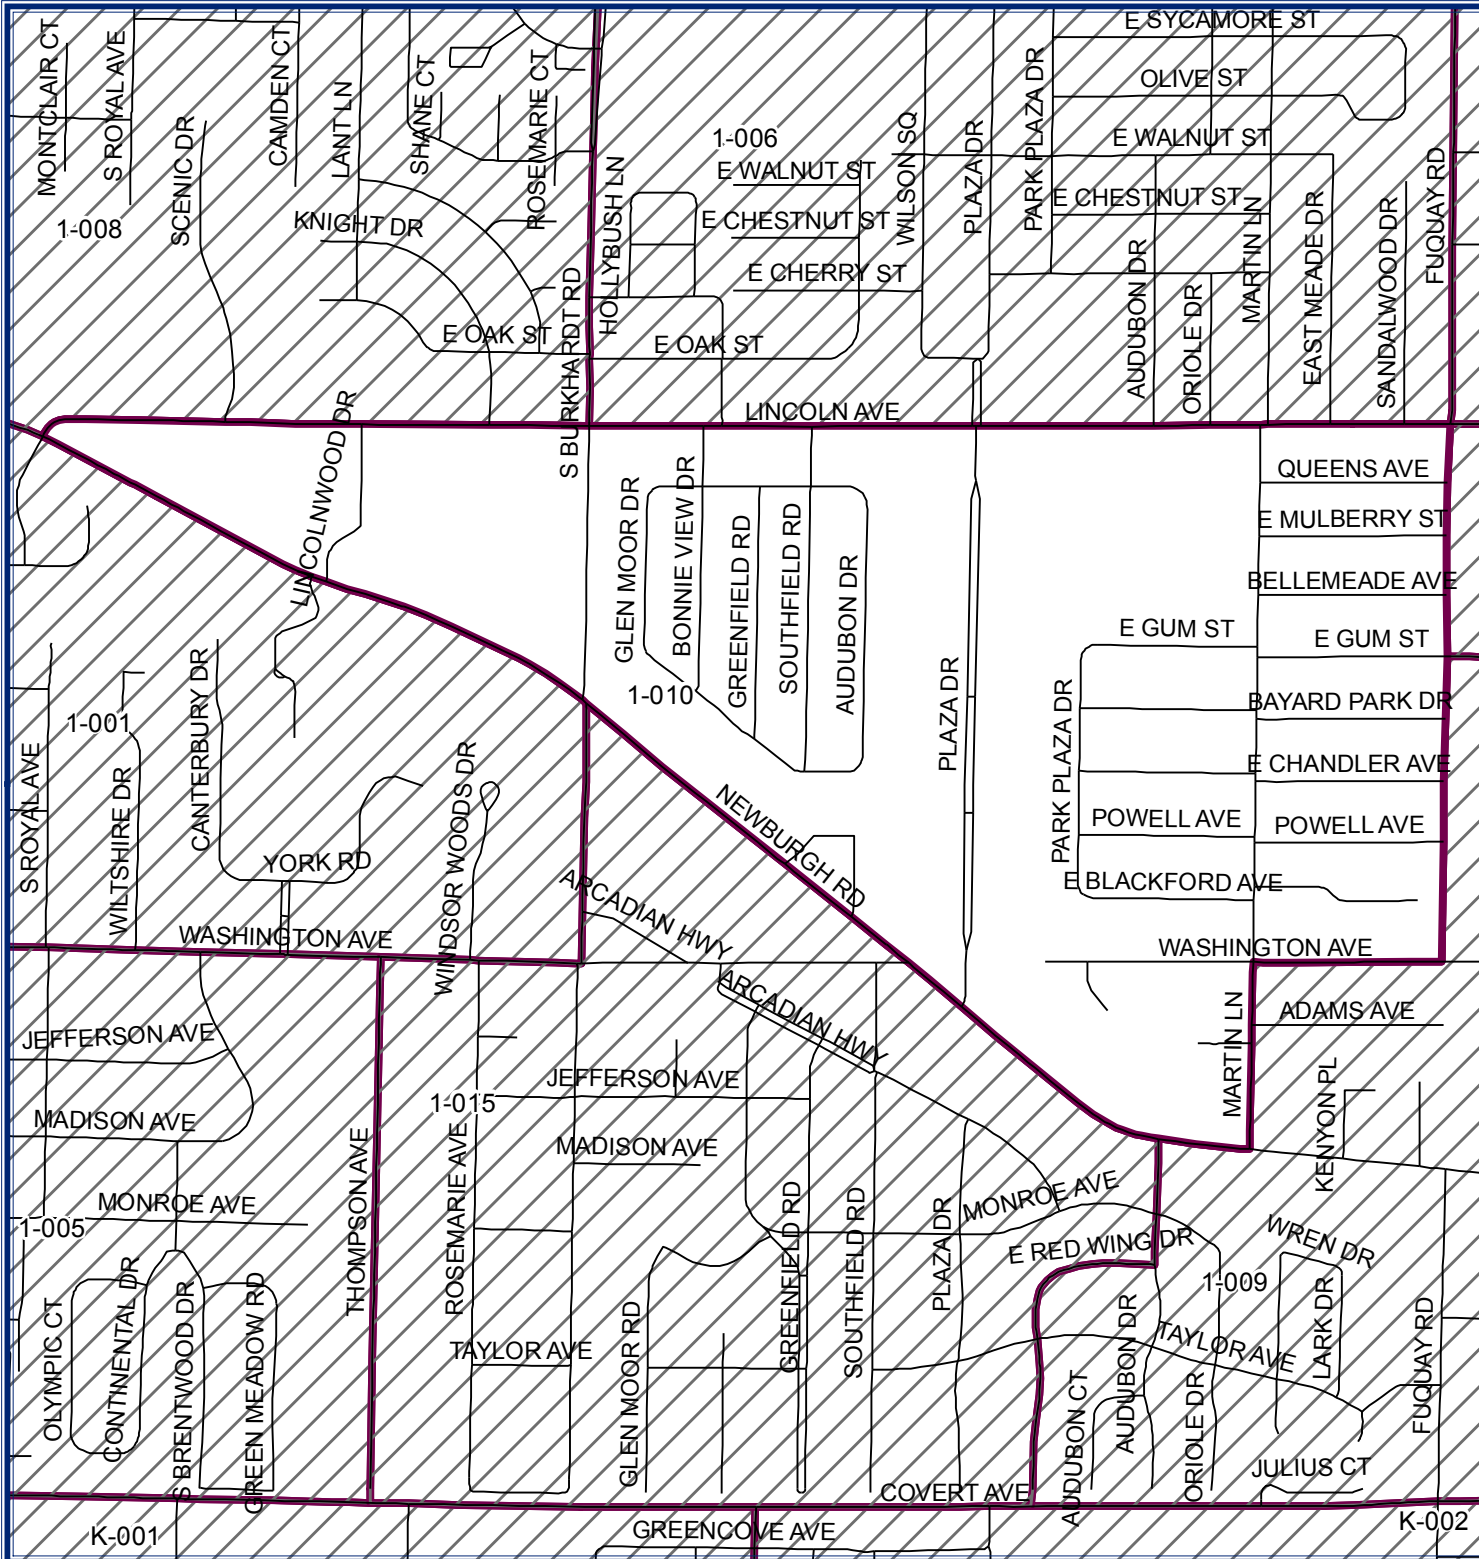 E SYCAMORE ST
MONTCLAIR CT
S ROYAL AVE
CAMDEN CT
LANT LN
SHANE CT
ROSEMARIE CT
PARK PLAZA DR
OLIVE ST
SCENIC DR
1-006
WILSON SQ
PLAZA DR
E WALNUT ST
E WALNUT ST
FUQUAY RD
HOLLYBUSH LN
E CHESTNUT ST
1-008
KNIGHT DR
E CHESTNUT ST
MARTIN LN
EAST MEADE DR
SANDALWOOD DR
E CHERRY ST
AUDUBON DR
ORIOLE DR
S BURKHARDT RD
E OAK ST
E OAK ST
LINCOLN AVE
LINCOLNWOOD DR
QUEENS AVE
GLEN MOOR DR
BONNIE VIEW DR
GREENFIELD RD
SOUTHFIELD RD
AUDUBON DR
E MULBERRY ST
BELLEMEADE AVE
E GUM ST
E GUM ST
1-010
PLAZA DR
PARK PLAZA DR
BAYARD PARK DR
1-001
CANTERBURY DR
S ROYAL AVE
WILTSHIRE DR
WINDSOR WOODS DR
E CHANDLER AVE
NEWBURGH RD
POWELL AVE
POWELL AVE
YORK RD
E BLACKFORD AVE
ARCADIAN HWY
WASHINGTON AVE
WASHINGTON AVE
ARCADIAN HWY
MARTIN LN
ADAMS AVE
JEFFERSON AVE
JEFFERSON AVE
1-015
KENYON PL
MADISON AVE
MADISON AVE
THOMPSON AVE
ROSEMARIE AVE
MONROE AVE
MONROE AVE
1-005
GREENFIELD RD
SOUTHFIELD RD
PLAZA DR
E RED WING DR
WREN DR
1-009
OLYMPIC CT
CONTINENTAL DR
S BRENTWOOD DR
GREEN MEADOW RD
GLEN MOOR RD
TAYLOR AVE
TAYLOR AVE
AUDUBON DR
LARK DR
FUQUAY RD
AUDUBON CT
ORIOLE DR
JULIUS CT
COVERT AVE
K-001
GREENCOVE AVE
K-002